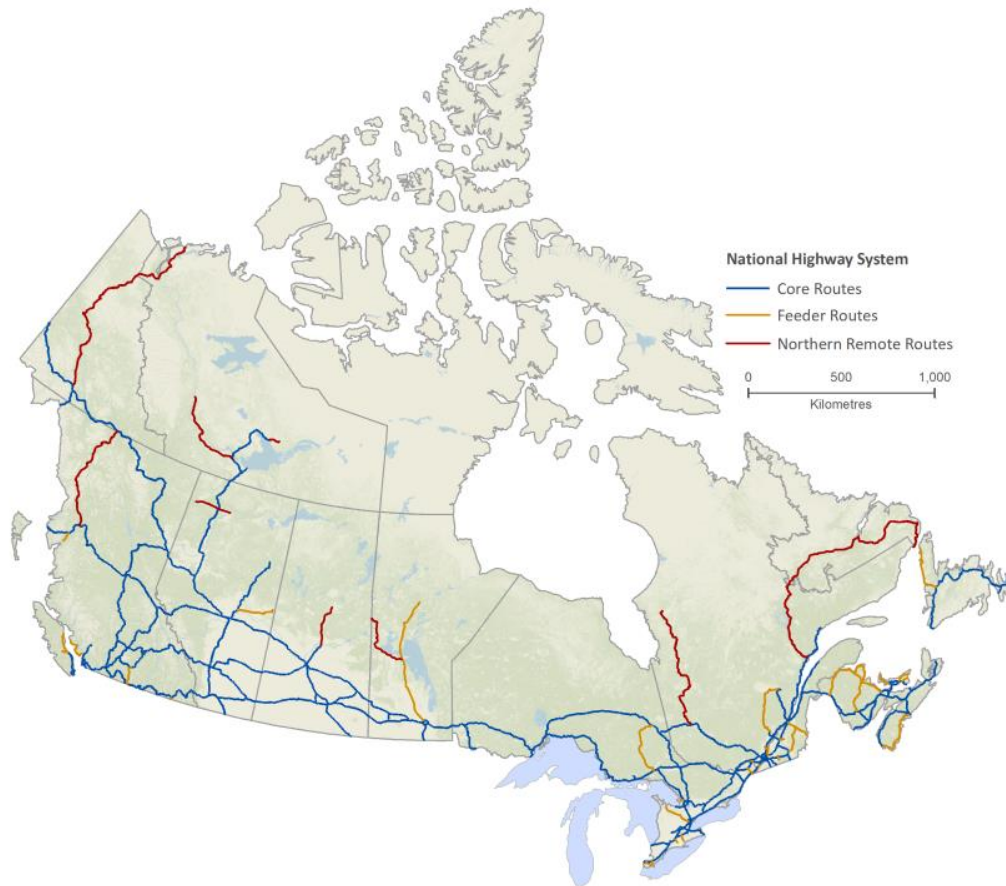 National Highway System
Core Routes
Feeder Routes
Northern Remote Routes
0 500 1,000
Kilometres